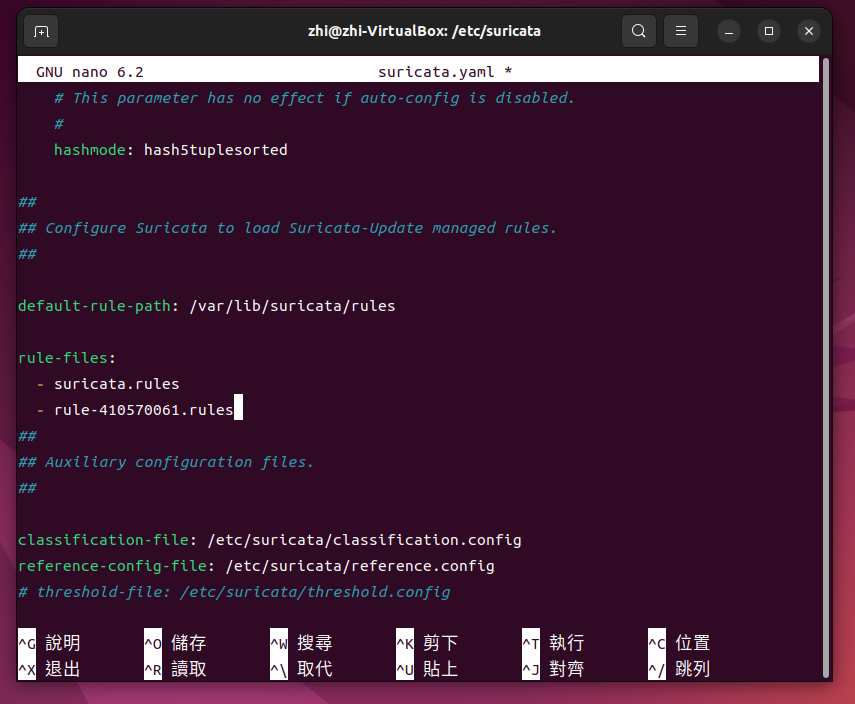 zhi@zhi-VirtualBox: /etc/suricata
GNU nano 6.2 suricata.yaml *
# This parameter has no effect if auto-config is disabled.
#
hashmode: hash5tuplesorted
##
## Configure Suricata to load Suricata-Update managed rules.
##
default-rule-path: /var/lib/suricata/rules
rule-files:
- suricata.rules
- rule-410570061.rules
##
## Auxiliary configuration files.
##
classification-file: /etc/suricata/classification.config
reference-config-file: /etc/suricata/reference.config
# threshold-file: /etc/suricata/threshold.config
^G 說明 ^O 儲存 ^W 搜尋 ^K 剪下 ^T 執行 ^C 位置
^X 退出 ^R 讀取 ^\ 取代 ^U 貼上 ^J 對齊 ^/ 跳列